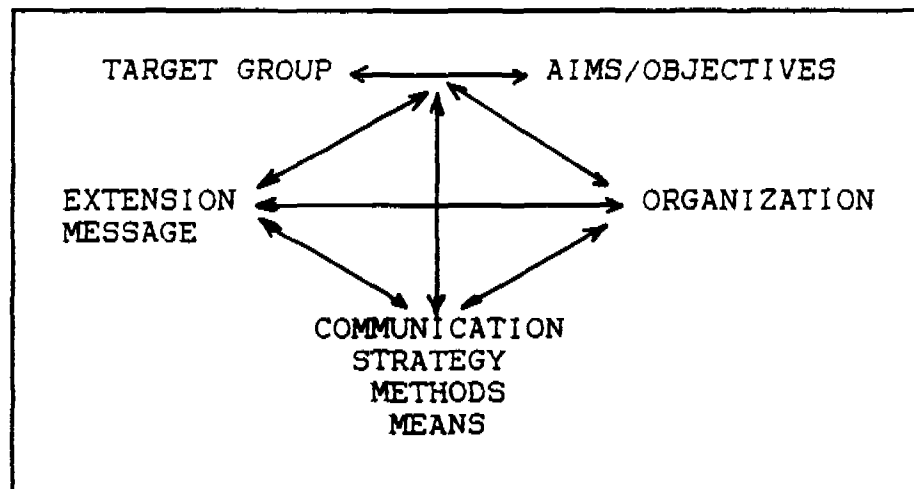 TARGET GROUP AIMS/OBJECTIVES
EXTENSION ORGANIZATION
MESSAGE
COMMUNICATION
STRATEGY
METHODS
MEANS